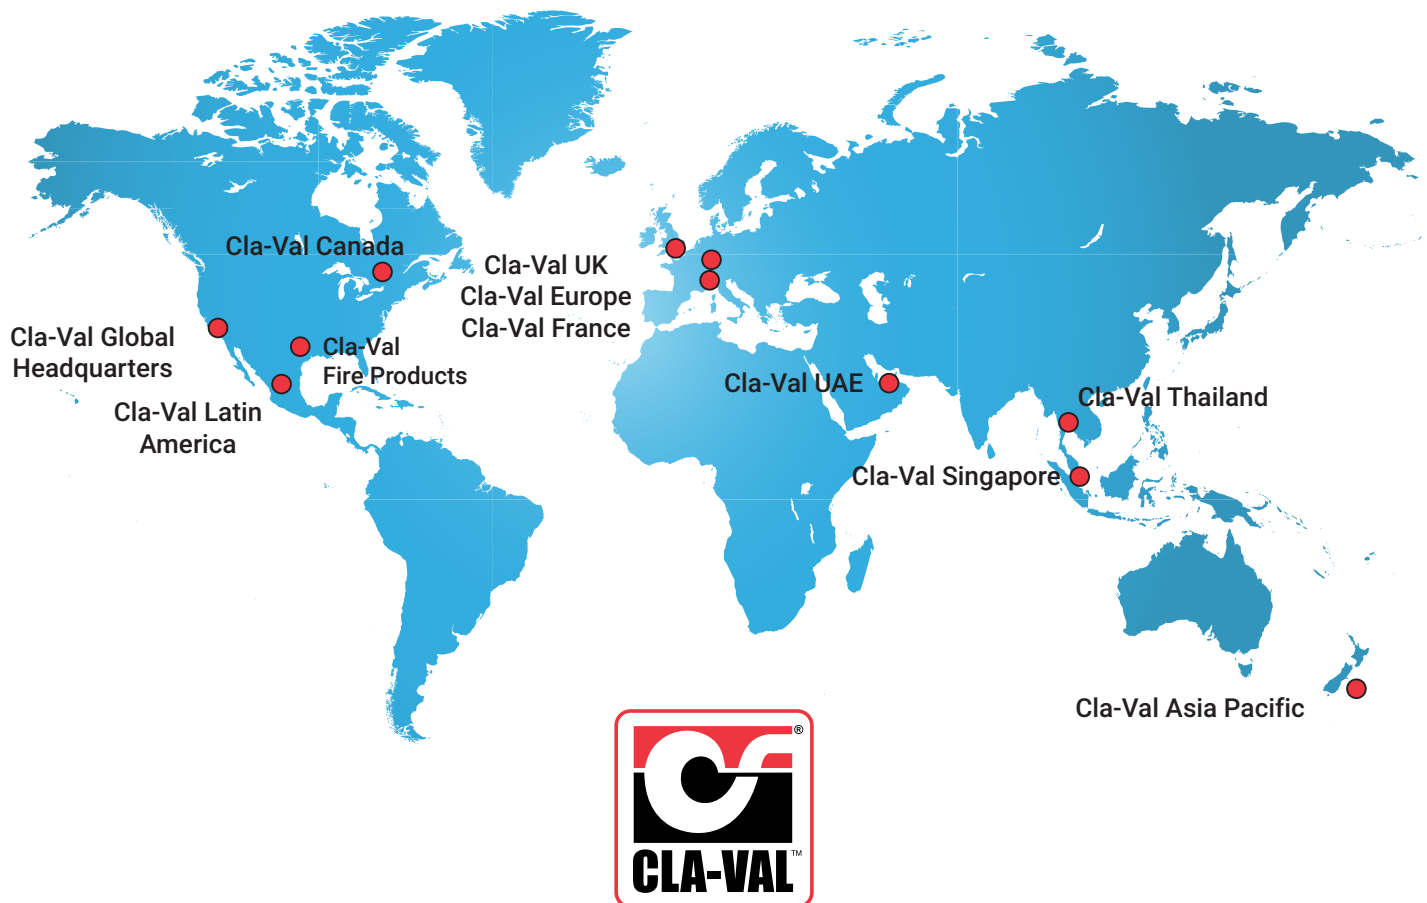 Cla-Val Canada
Cla-Val UK
Cla-Val Europe
Cla-Val France
Cla-Val Global
Headquarters
Cla-Val
Fire Products
Cla-Val Latin
America
Cla-Val UAE
Cla-Val Thailand
Cla-Val Singapore
Cla-Val Asia Pacific
®
CLA-VAL™